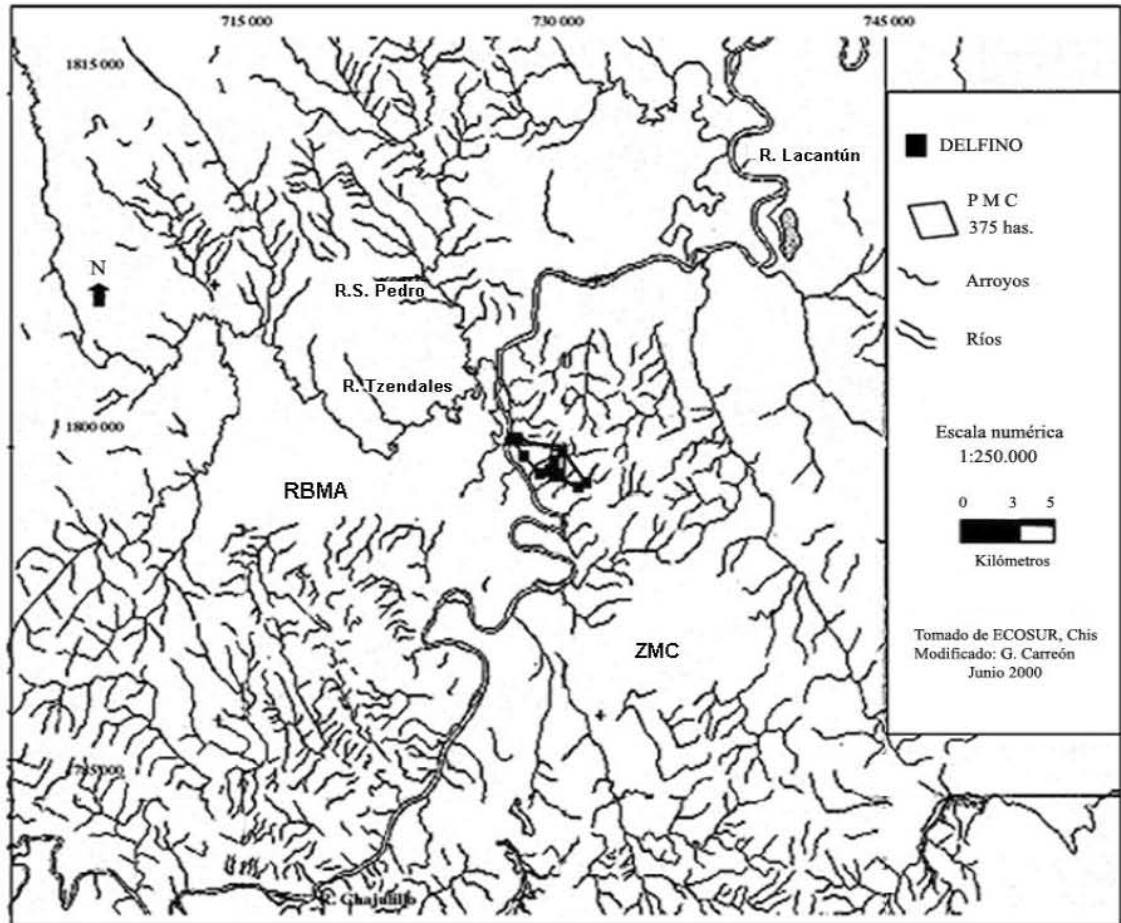 715 000
730 000
745 000
1815 000
R. Lacantún
N
R.S. Pedro
R. Tzendales
1800 000
RBMA
ZMC
DELFINO
P M C
375 has.
Arroyos
Ríos
Escala numérica
1:250.000
0 3 5
Kilómetros
Tomado de ECOSUR, Chis
Modificado: G. Carreón
Junio 2000